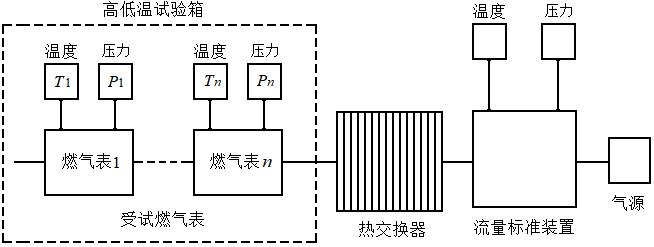 高低温试验箱
温度 压力 温度 压力
T1 P1 Tn Pn
燃气表1 燃气表n
受试燃气表
热交换器
温度 压力
流量标准装置
气源